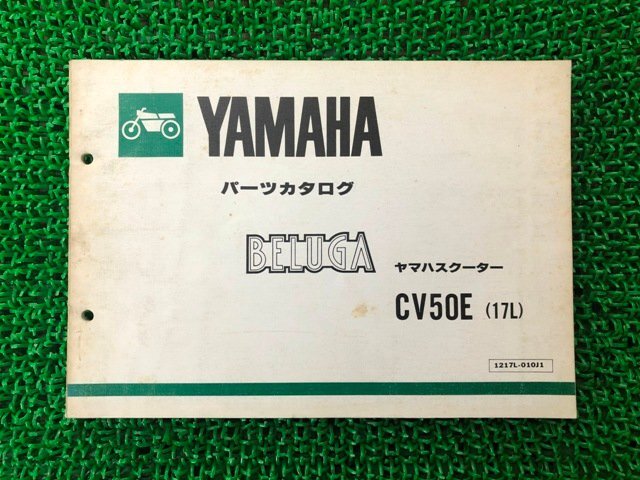 YAMAHA
パーツカタログ
BELUGA ヤマハスクーター
CV50E (17L)
1217L-010J1